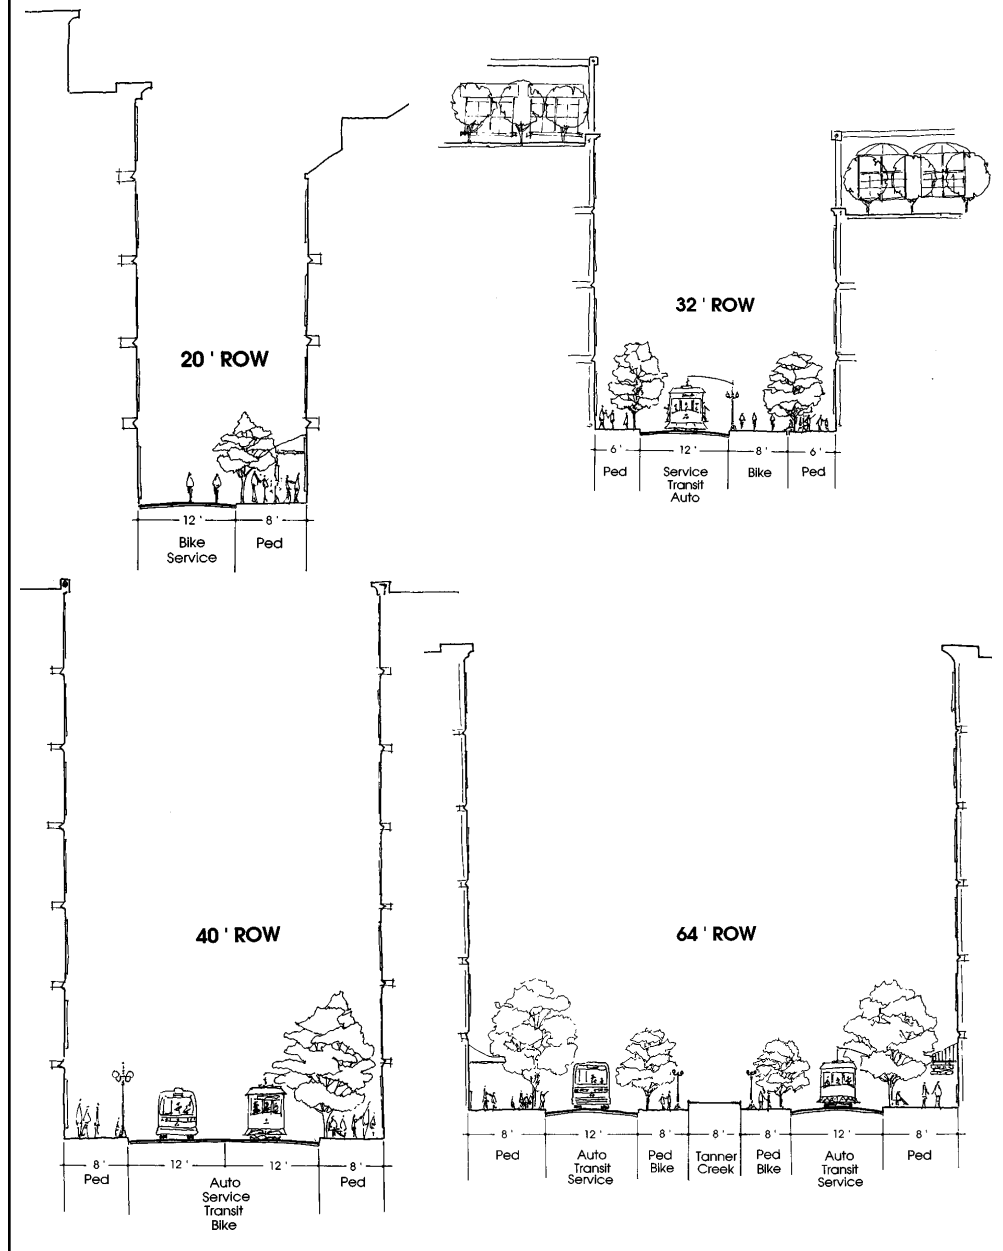 20 ' ROW
12 '
8 '
Bike
Service
Ped
32 ' ROW
6 '
12 '
8 '
6 '
Ped
Service
Transit
Auto
Bike
Ped
40 ' ROW
8 '
12 '
12 '
8 '
Ped
Auto
Service
Transit
Bike
Ped
64 ' ROW
8 '
12 '
8 '
8 '
8 '
12 '
8 '
Ped
Auto
Transit
Service
Ped
Bike
Tanner
Creek
Ped
Bike
Auto
Transit
Service
Ped